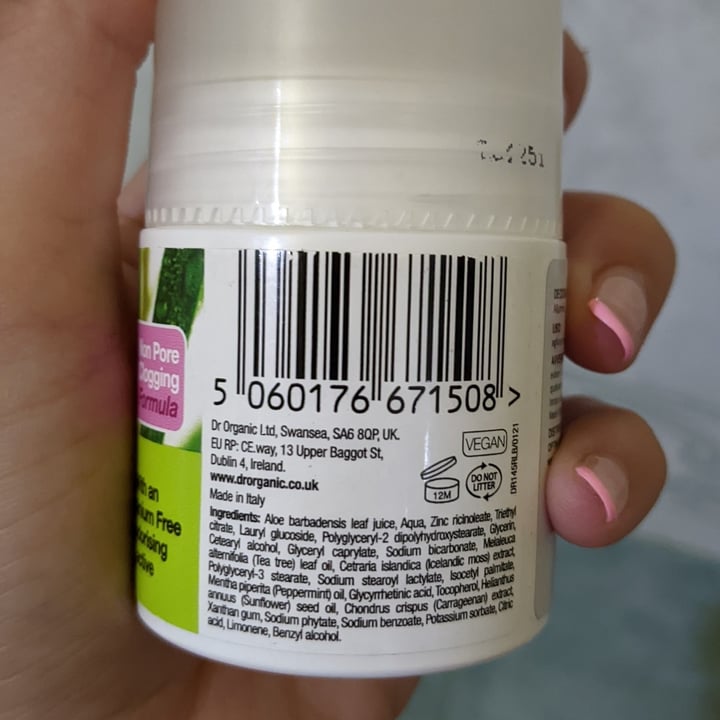 Non Pore
Clogging
Formula
an
Free
5 060176 671508 >
Dr Organic Ltd, Swansea, SA6 8QP, UK.
EU RP: CE.way, 13 Upper Baggot St,
Dublin 4, Ireland.
www.drorganic.co.uk
Made in Italy
VEGAN
12M
DO NOT
LITTER
DR145RLB/0121
Ingredients: Aloe barbadensis leaf juice, Aqua, Zinc ricinoleate, Triethyl
citrate, Lauryl glucoside, Polyglyceryl-2 dipolyhydroxystearate, Glycerin,
Cetearyl alcohol, Glyceryl caprylate, Sodium bicarbonate, Melaleuca
alternifolia (Tea tree) leaf oil, Cetraria islandica (Icelandic moss) extract,
Polyglyceryl-3 stearate, Sodium stearoyl lactylate, Isocetyl palmitate,
Mentha piperita (Peppermint) oil, Glycyrrhetinic acid, Tocopherol, Helianthus
annuus (Sunflower) seed oil, Chondrus crispus (Carrageenan) extract,
Xanthan gum, Sodium phytate, Sodium benzoate, Potassium sorbate, Citric
acid, Limonene, Benzyl alcohol.